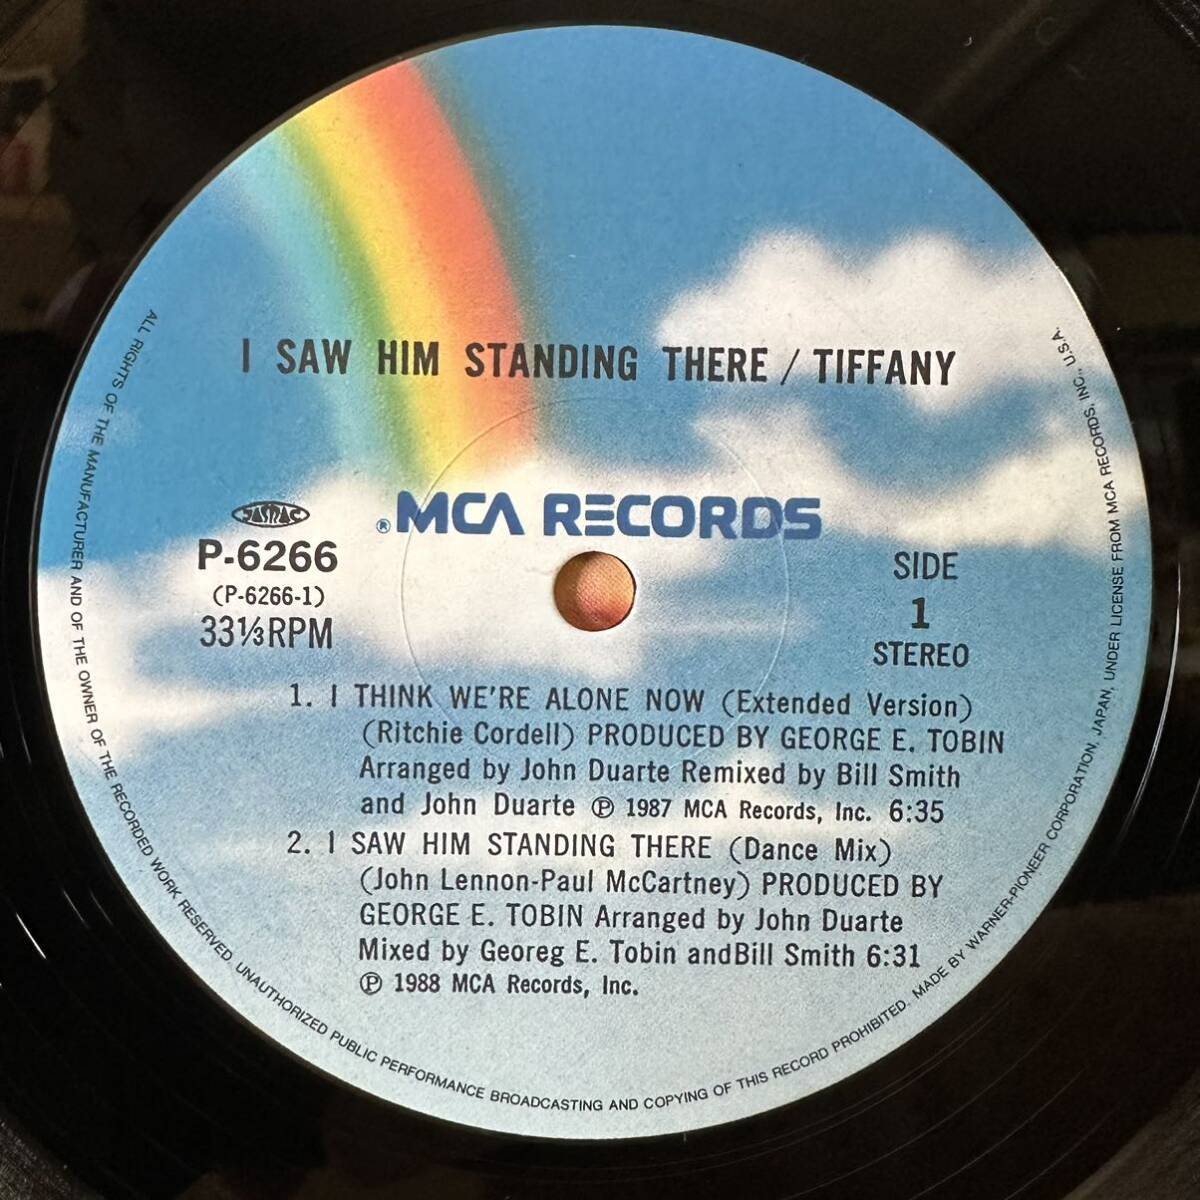 I SAW HIM STANDING THERE / TIFFANY
® MCA RECORDS
JASRAC
P-6266
(P-6266-1)
33⅓RPM
SIDE
1
STEREO
1. I THINK WE'RE ALONE NOW (Extended Version)
(Ritchie Cordell) PRODUCED BY GEORGE E. TOBIN
Arranged by John Duarte Remixed by Bill Smith
and John Duarte ℗ 1987 MCA Records, Inc. 6:35
2. I SAW HIM STANDING THERE (Dance Mix)
(John Lennon-Paul McCartney) PRODUCED BY
GEORGE E. TOBIN Arranged by John Duarte
Mixed by Georeg E. Tobin andBill Smith 6:31
℗ 1988 MCA Records, Inc.
ALL RIGHTS OF THE MANUFACTURER AND OF THE OWNER OF THE RECORDED WORK RESERVED. UNAUTHORIZED PUBLIC PERFORMANCE BROADCASTING AND COPYING OF THIS RECORD PROHIBITED. MADE BY WARNER-PIONEER CORPORATION, JAPAN, UNDER LICENSE FROM MCA RECORDS, INC., U.S.A.